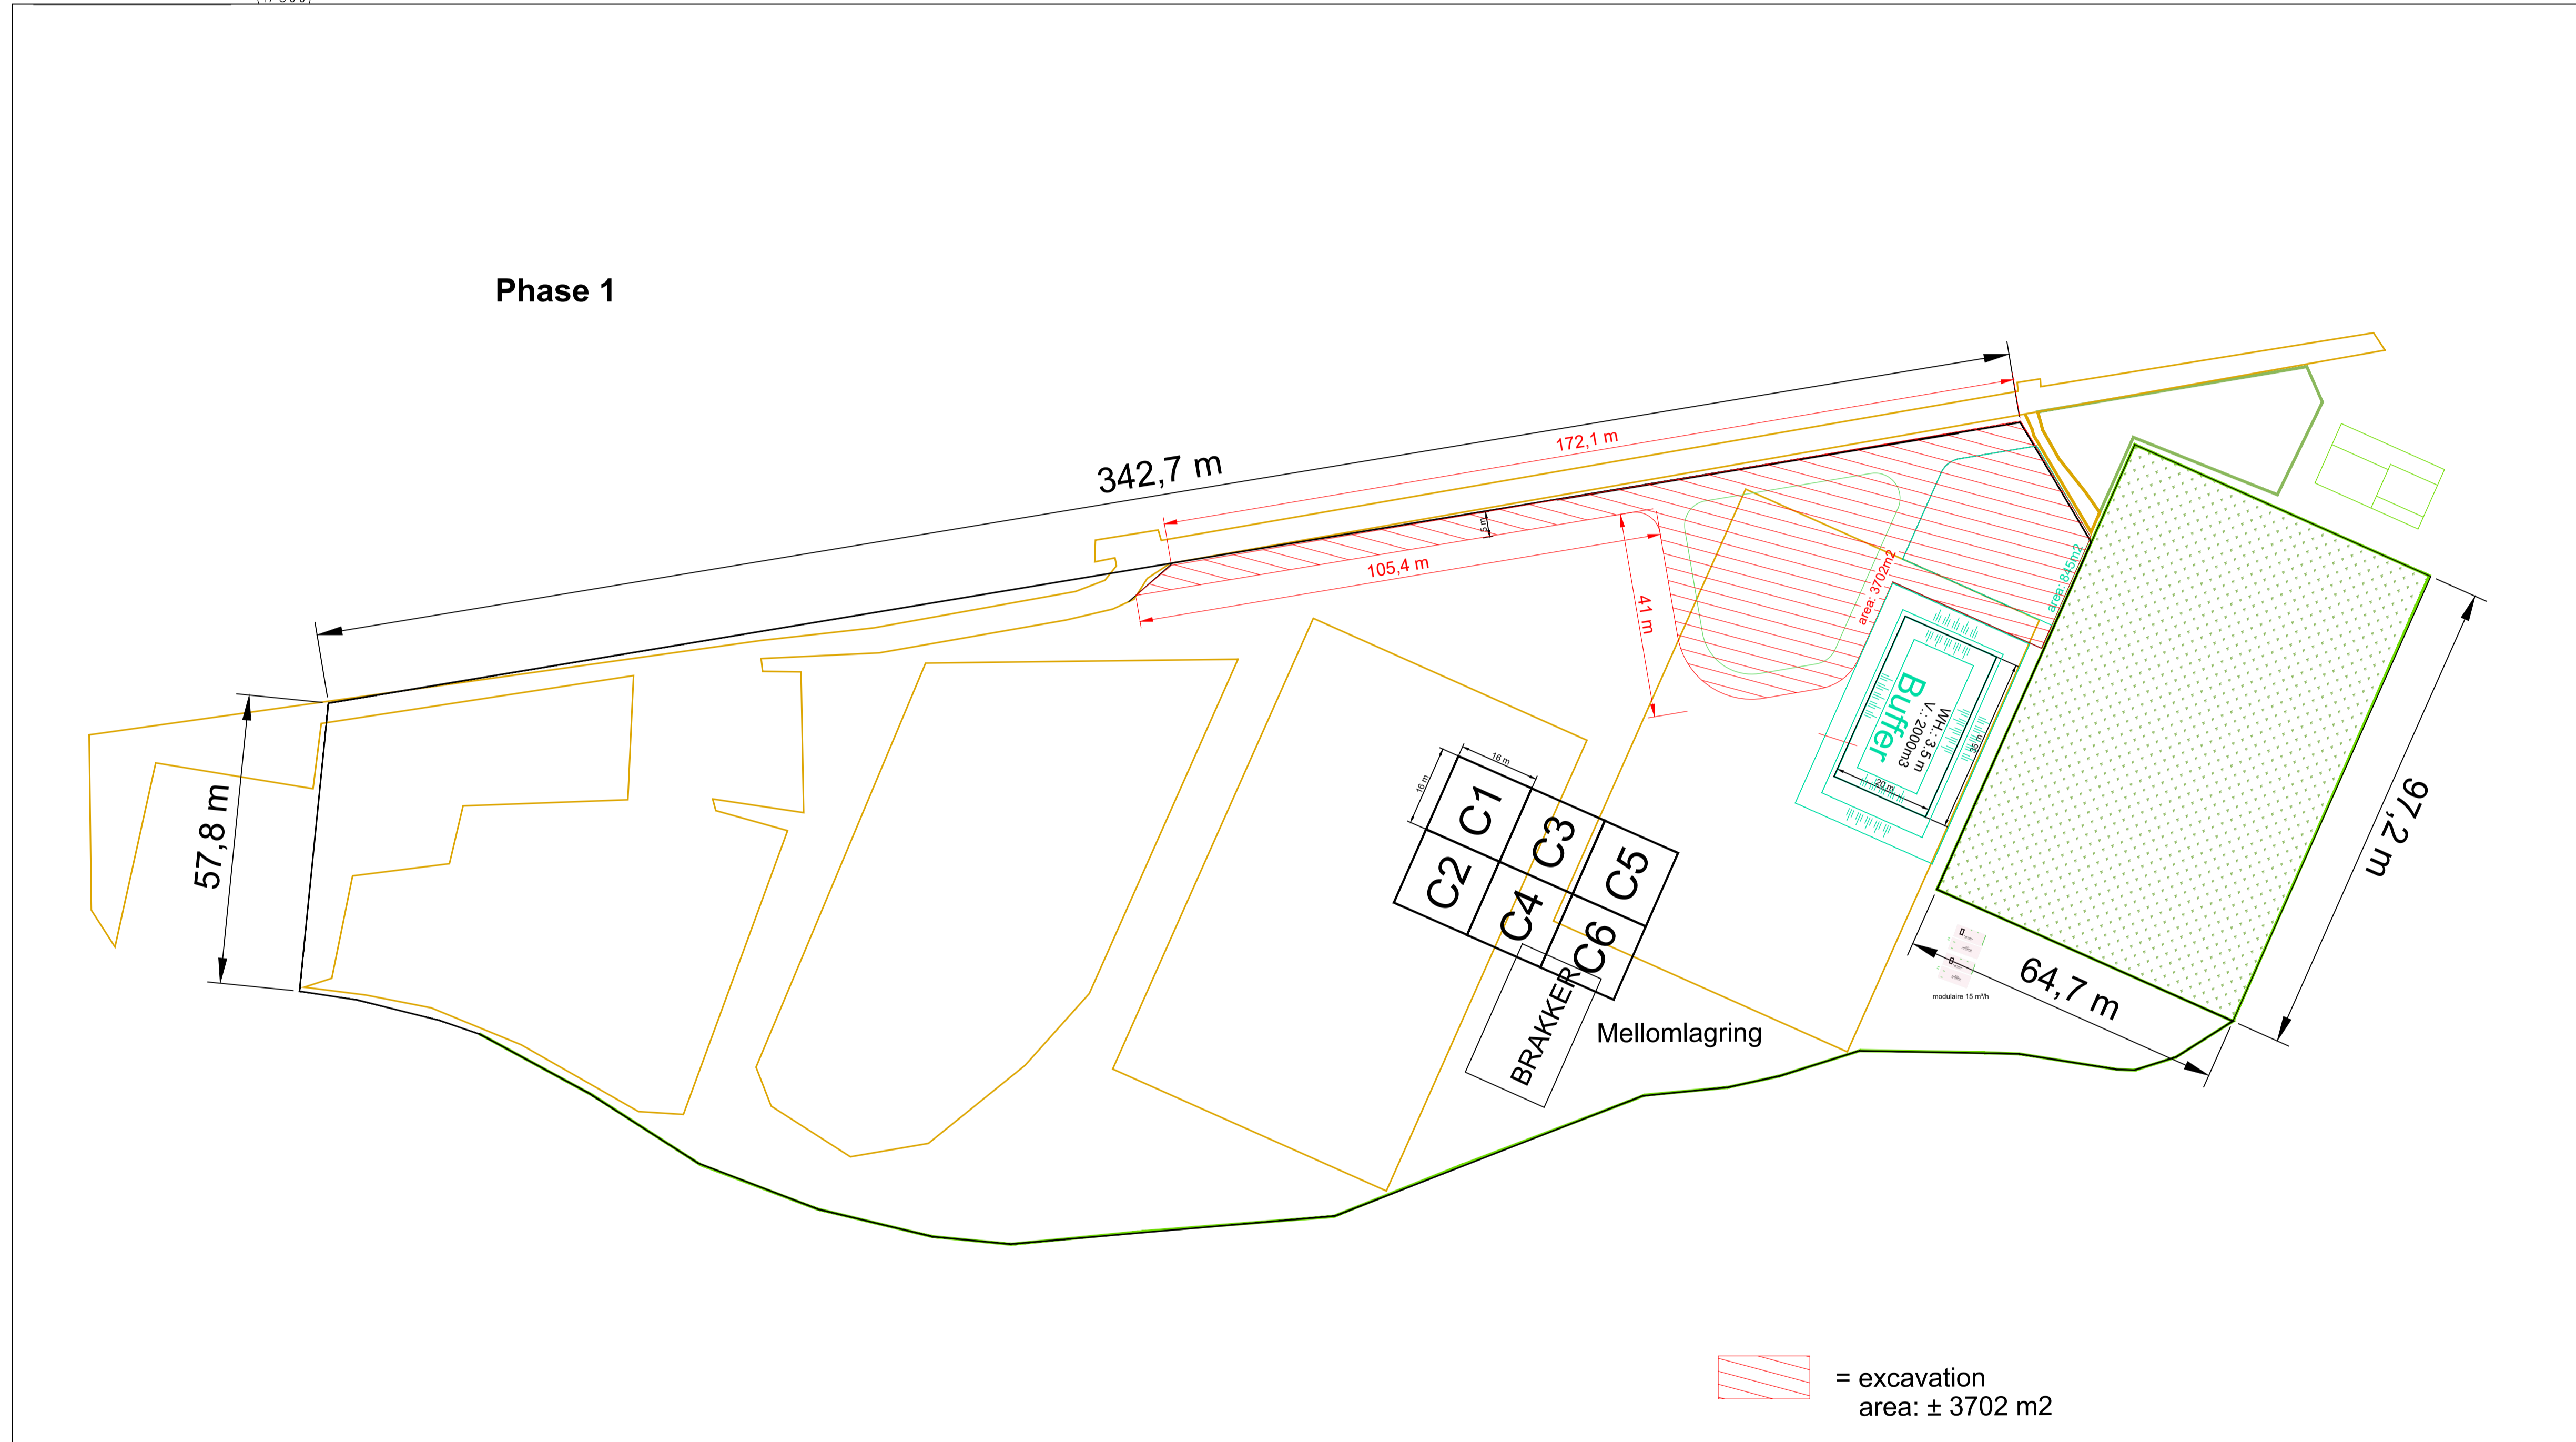 Phase 1
342,7 m
172,1 m
105,4 m
5 m
41 m
area: 3702m2
area: 845m2
57,8 m
16 m
16 m
C1
C3
C5
C2
C4
C6
BRAKKER
Mellomlagring
Buffer
WH.: 3.5 m
V.: 2000m3
35 m
20 m
97,2 m
64,7 m
modulaire 15 m³/h
= excavation
area: ± 3702 m2